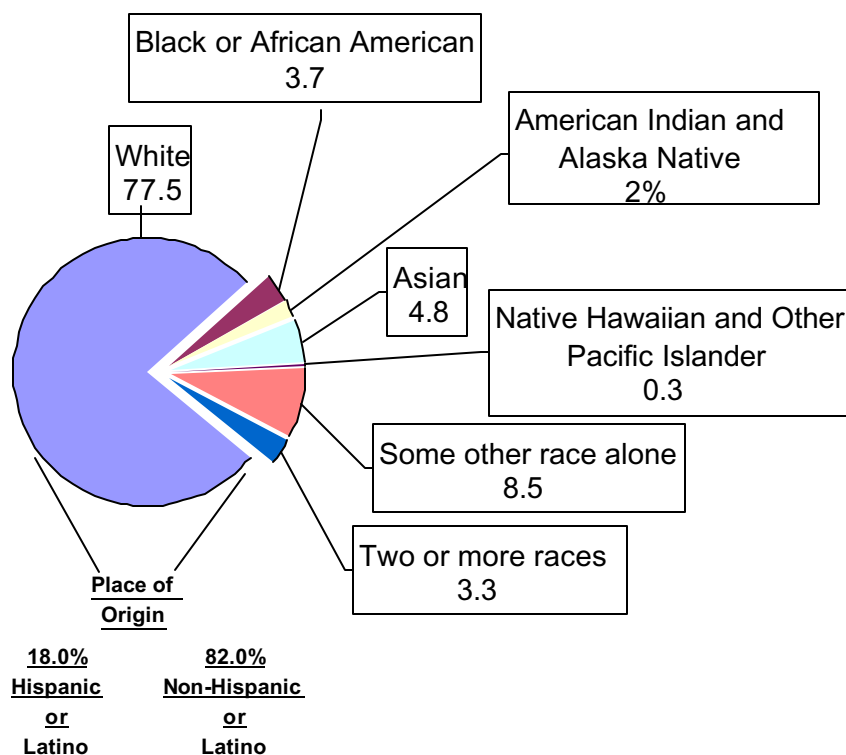 Black or African American
3.7
American Indian and
Alaska Native
2%
White
77.5
Asian
4.8
Native Hawaiian and Other
Pacific Islander
0.3
Some other race alone
8.5
Two or more races
3.3
Place of
Origin
18.0%
Hispanic
or
Latino
82.0%
Non-Hispanic
or
Latino